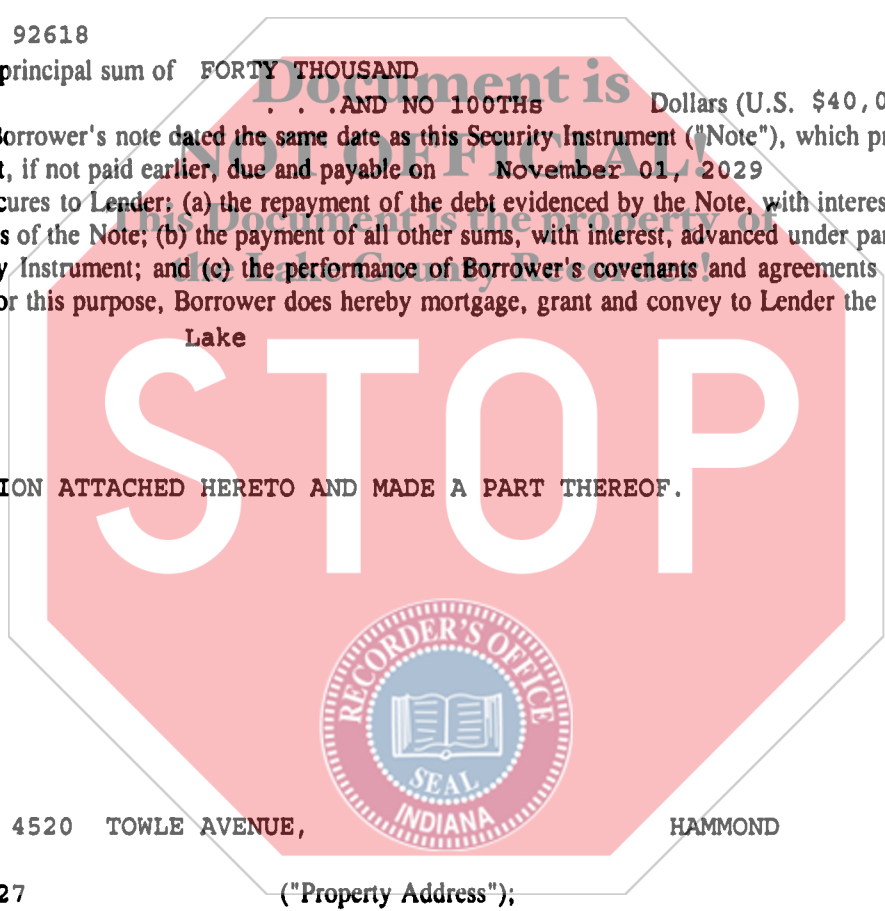 92618
principal sum of FORTY THOUSAND
Document is
. . .AND NO 100THs Dollars (U.S. $40,0
Borrower's note dated the same date as this Security Instrument ("Note"), which pr
NOT OFFICIAL!
t, if not paid earlier, due and payable on November 01, 2029
cures to Lender; (a) the repayment of the debt evidenced by the Note, with interes
This Document is the property of
s of the Note; (b) the payment of all other sums, with interest, advanced under par
y Instrument; and (c) the performance of Borrower's covenants and agreements
the Lake County Recorder!
or this purpose, Borrower does hereby mortgage, grant and convey to Lender the
Lake
STOP
ION ATTACHED HERETO AND MADE A PART THEREOF.
RECORDER'S OFFICE
SEAL
INDIANA
4520 TOWLE AVENUE, HAMMOND
27 ("Property Address");